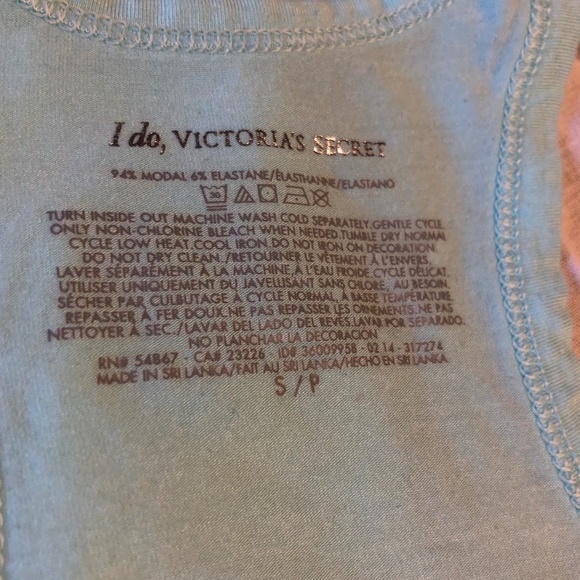 I do, VICTORIA'S SECRET
94% MODAL 6% ELASTANE/ÉLASTHANNE/ELASTANO
TURN INSIDE OUT MACHINE WASH COLD SEPARATELY.GENTLE CYCLE.
ONLY NON-CHLORINE BLEACH WHEN NEEDED.TUMBLE DRY NORMAL
CYCLE LOW HEAT.COOL IRON.DO NOT IRON ON DECORATION.
DO NOT DRY CLEAN./RETOURNER LE VÊTEMENT À L'ENVERS.
LAVER SÉPARÉMENT À LA MACHINE,À L'EAU FROIDE,CYCLE DÉLICAT.
UTILISER UNIQUEMENT DU JAVELLISANT SANS CHLORE, AU BESOIN.
SÉCHER PAR CULBUTAGE À CYCLE NORMAL, À BASSE TEMPÉRATURE.
REPASSER À FER DOUX.NE PAS REPASSER LES ORNEMENTS.NE PAS
NETTOYER À SEC./LAVAR DEL LADO DEL REVÉS.LAVAR POR SEPARADO.
NO PLANCHAR LA DECORACIÓN
RN# 54867 - CA# 23226 ID# 36009958 - 0214 - 317274
MADE IN SRI LANKA/FAIT AU SRI LANKA/HECHO EN SRI LANKA
S / P